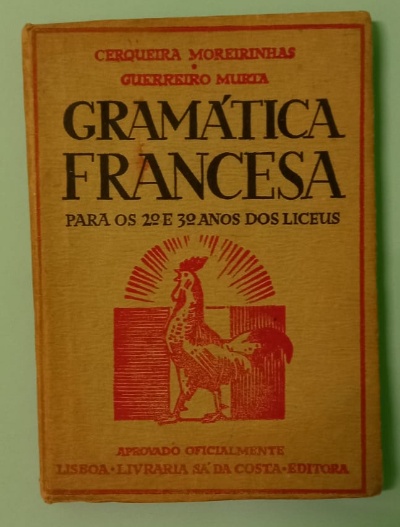 CERQUEIRA MOREIRINHAS
•
GUERREIRO MURTA
GRAMÁTICA
FRANCESA
PARA OS 2º E 3º ANOS DOS LICEUS
APROVADO OFICIALMENTE
LISBOA • LIVRARIA SÁ DA COSTA • EDITORA